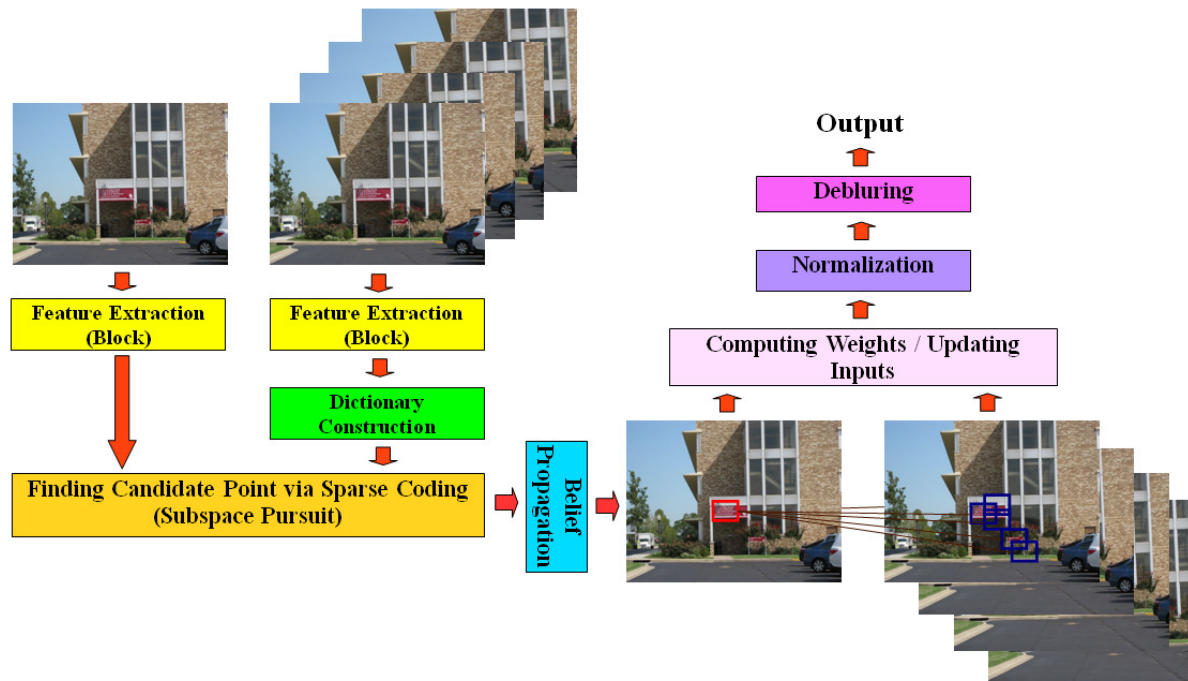 Feature Extraction
(Block)
Feature Extraction
(Block)
Dictionary
Construction
Finding Candidate Point via Sparse Coding
(Subspace Pursuit)
Belief
Propagation
Output
Debluring
Normalization
Computing Weights / Updating
Inputs